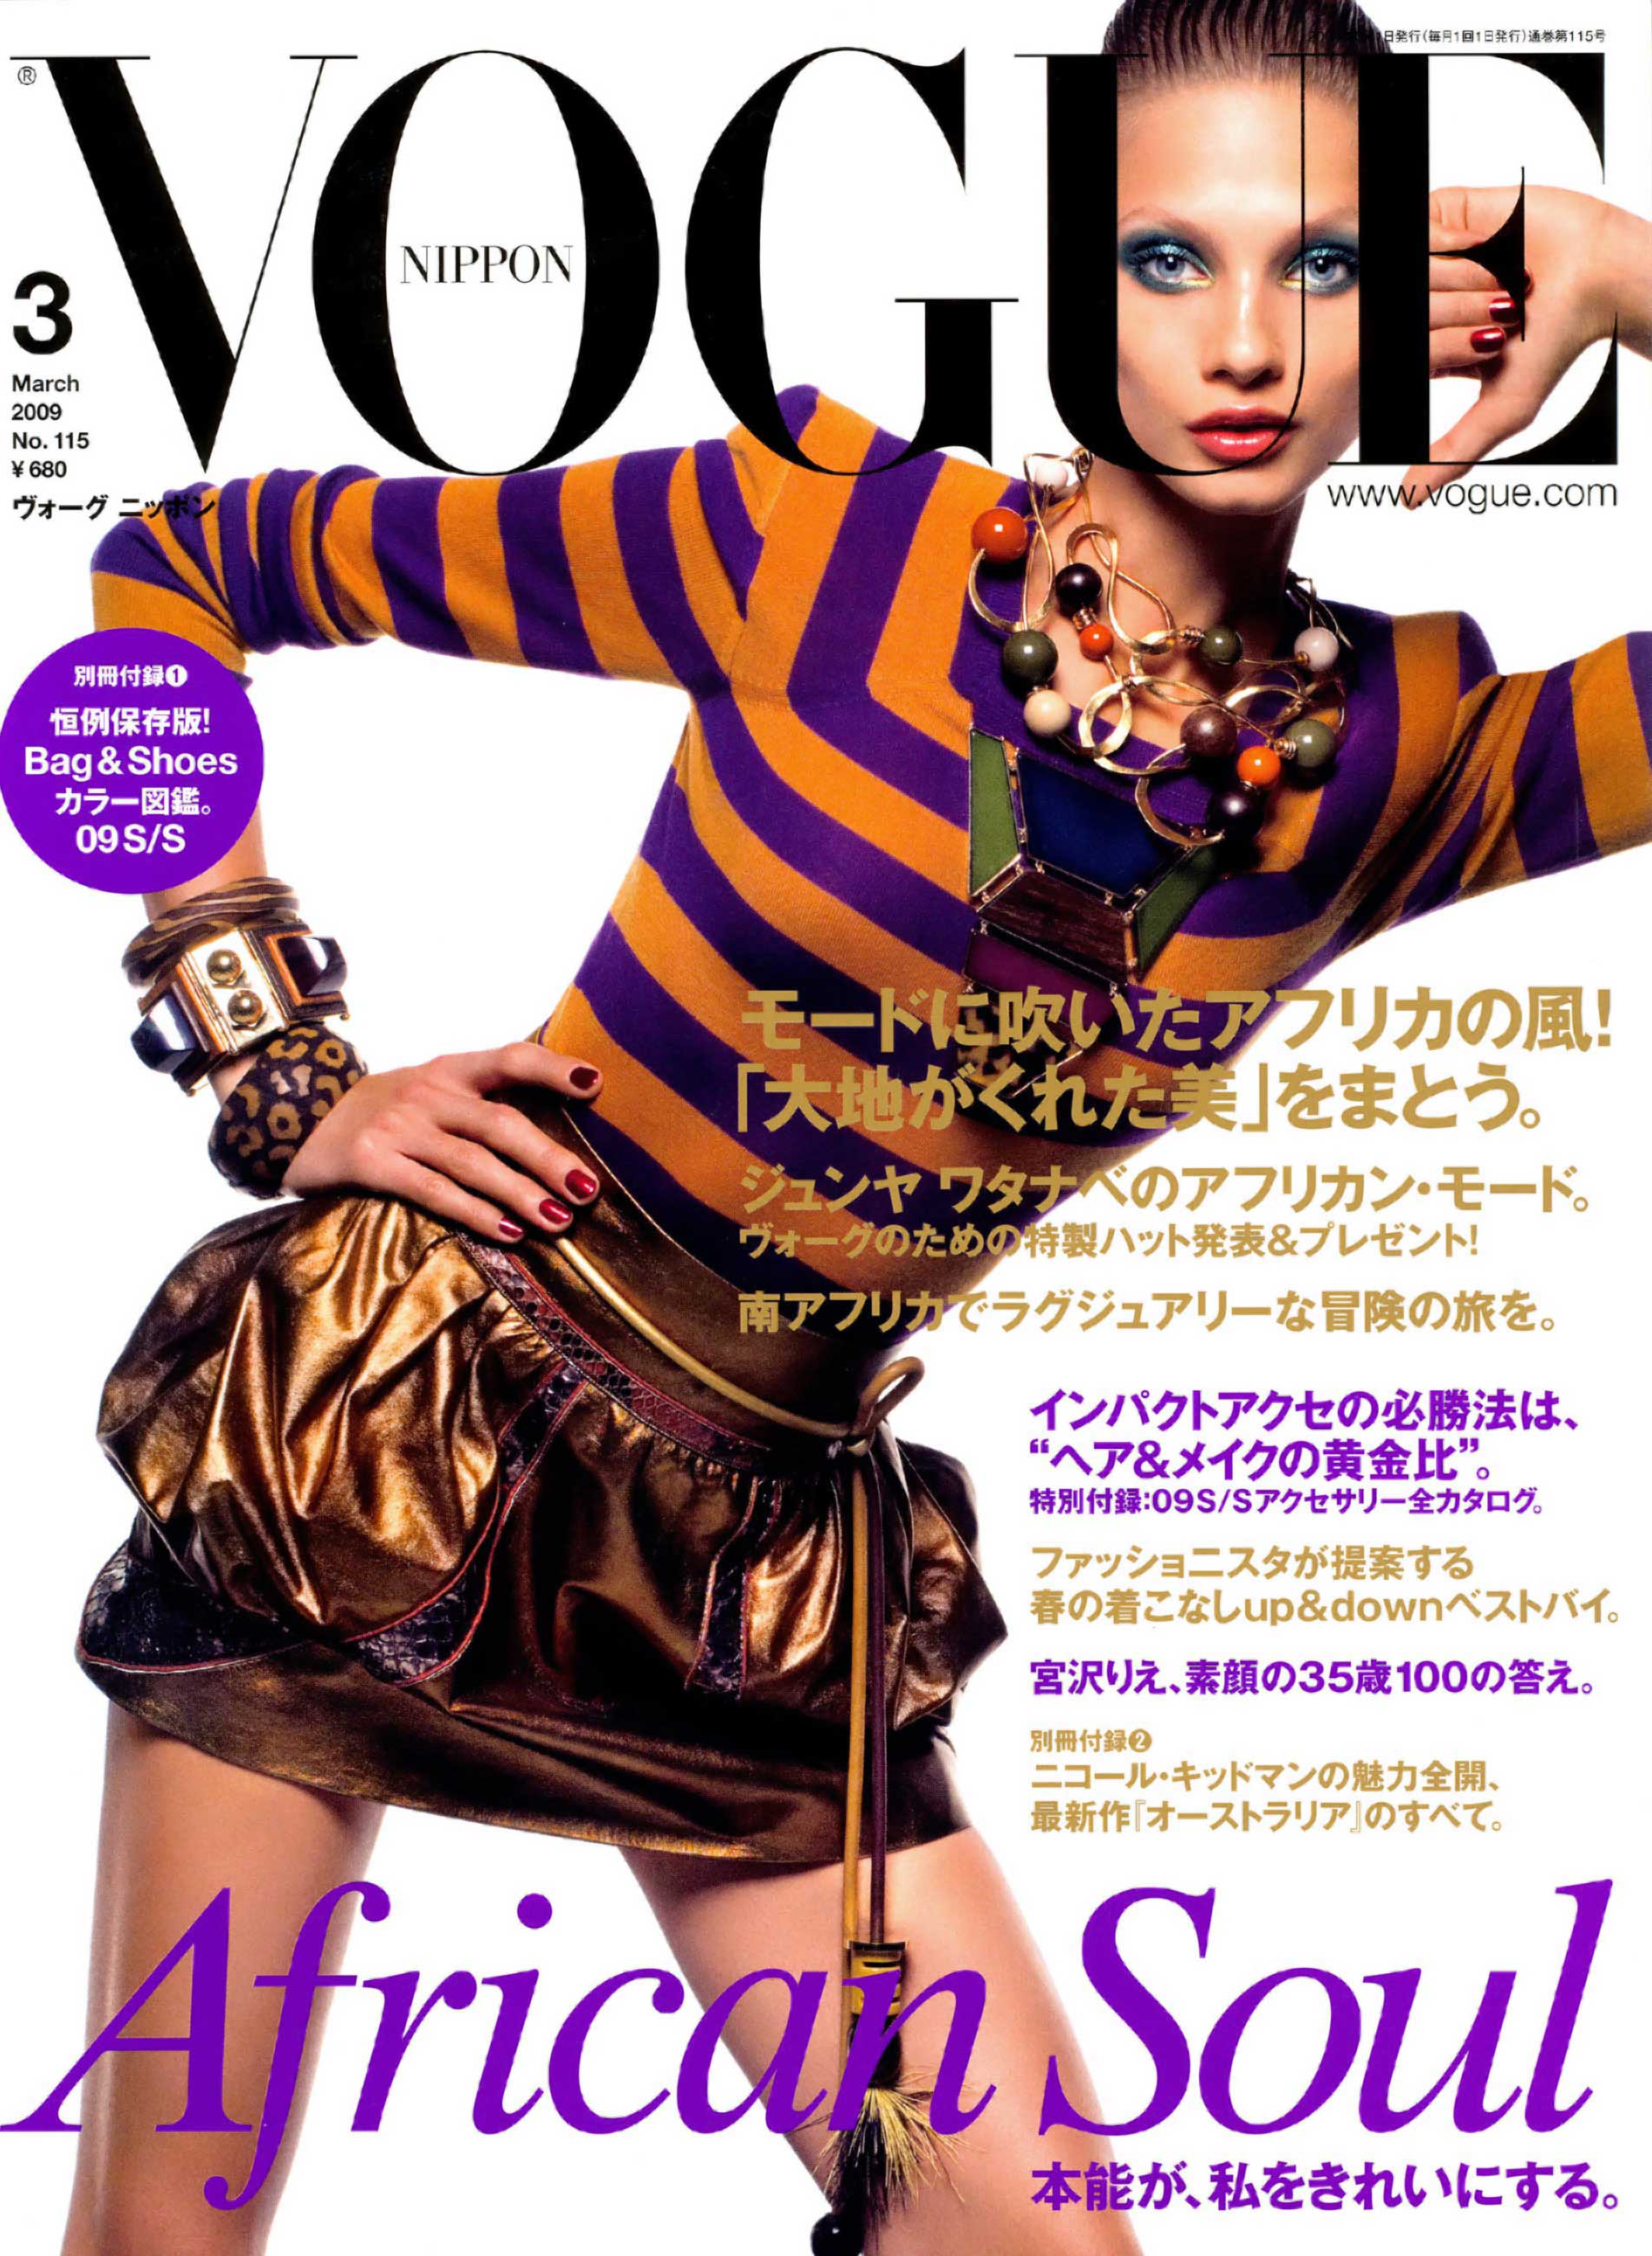 日発行(毎月1回1日発行)通巻第115号
®
VOGUE
NIPPON
3
March
2009
No. 115
¥680
ヴォーグ ニッポン
www.vogue.com
別冊付録❶
恒例保存版!
Bag&Shoes
カラー図鑑。
09 S/S
モードに吹いたアフリカの風!
「大地がくれた美」をまとう。
ジュンヤ ワタナベのアフリカン・モード。
ヴォーグのための特製ハット発表&プレゼント!
南アフリカでラグジュアリーな冒険の旅を。
インパクトアクセの必勝法は、
“ヘア&メイクの黄金比”。
特別付録:09S/Sアクセサリー全カタログ。
ファッショニスタが提案する
春の着こなしup&downベストバイ。
宮沢りえ、素顔の35歳100の答え。
別冊付録❷
ニコール・キッドマンの魅力全開、
最新作『オーストラリア』のすべて。
African Soul
本能が、私をきれいにする。